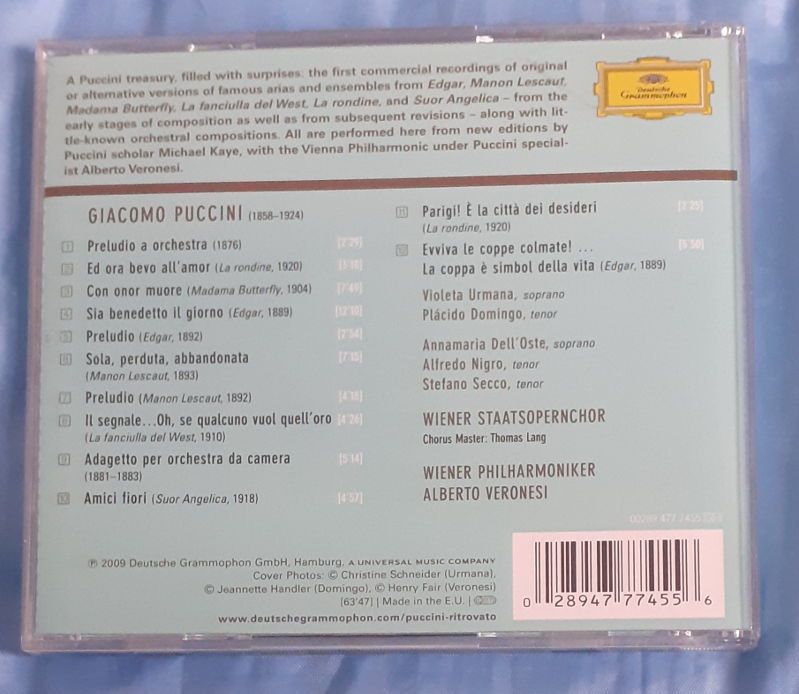 A Puccini treasury, filled with surprises: the first commercial recordings of original
or alternative versions of famous arias and ensembles from Edgar, Manon Lescaut,
Madama Butterfly, La fanciulla del West, La rondine, and Suor Angelica – from the
early stages of composition as well as from subsequent revisions – along with lit-
tle-known orchestral compositions. All are performed here from new editions by
Puccini scholar Michael Kaye, with the Vienna Philharmonic under Puccini special-
ist Alberto Veronesi.
Deutsche
Grammophon
GIACOMO PUCCINI (1858–1924)
1 Preludio a orchestra (1876) [2'29]
2 Ed ora bevo all'amor (La rondine, 1920) [5'18]
3 Con onor muore (Madama Butterfly, 1904) [7'49]
4 Sia benedetto il giorno (Edgar, 1889) [12'10]
5 Preludio (Edgar, 1892) [2'54]
6 Sola, perduta, abbandonata [7'15]
(Manon Lescaut, 1893)
7 Preludio (Manon Lescaut, 1892) [4'18]
8 Il segnale...Oh, se qualcuno vuol quell'oro [4'26]
(La fanciulla del West, 1910)
9 Adagetto per orchestra da camera [5'14]
(1881–1883)
10 Amici fiori (Suor Angelica, 1918) [4'57]
11 Parigi! È la città dei desideri [2'25]
(La rondine, 1920)
12 Evviva le coppe colmate! ... [5'50]
La coppa è simbol della vita (Edgar, 1889)
Violeta Urmana, soprano
Plácido Domingo, tenor
Annamaria Dell'Oste, soprano
Alfredo Nigro, tenor
Stefano Secco, tenor
WIENER STAATSOPERNCHOR
Chorus Master: Thomas Lang
WIENER PHILHARMONIKER
ALBERTO VERONESI
00289 477 7455
℗ 2009 Deutsche Grammophon GmbH, Hamburg, A UNIVERSAL MUSIC COMPANY
Cover Photos: © Christine Schneider (Urmana),
© Jeannette Handler (Domingo), © Henry Fair (Veronesi)
[63'47] | Made in the E.U. |
www.deutschegrammophon.com/puccini-ritrovato
0 28947 77455 6